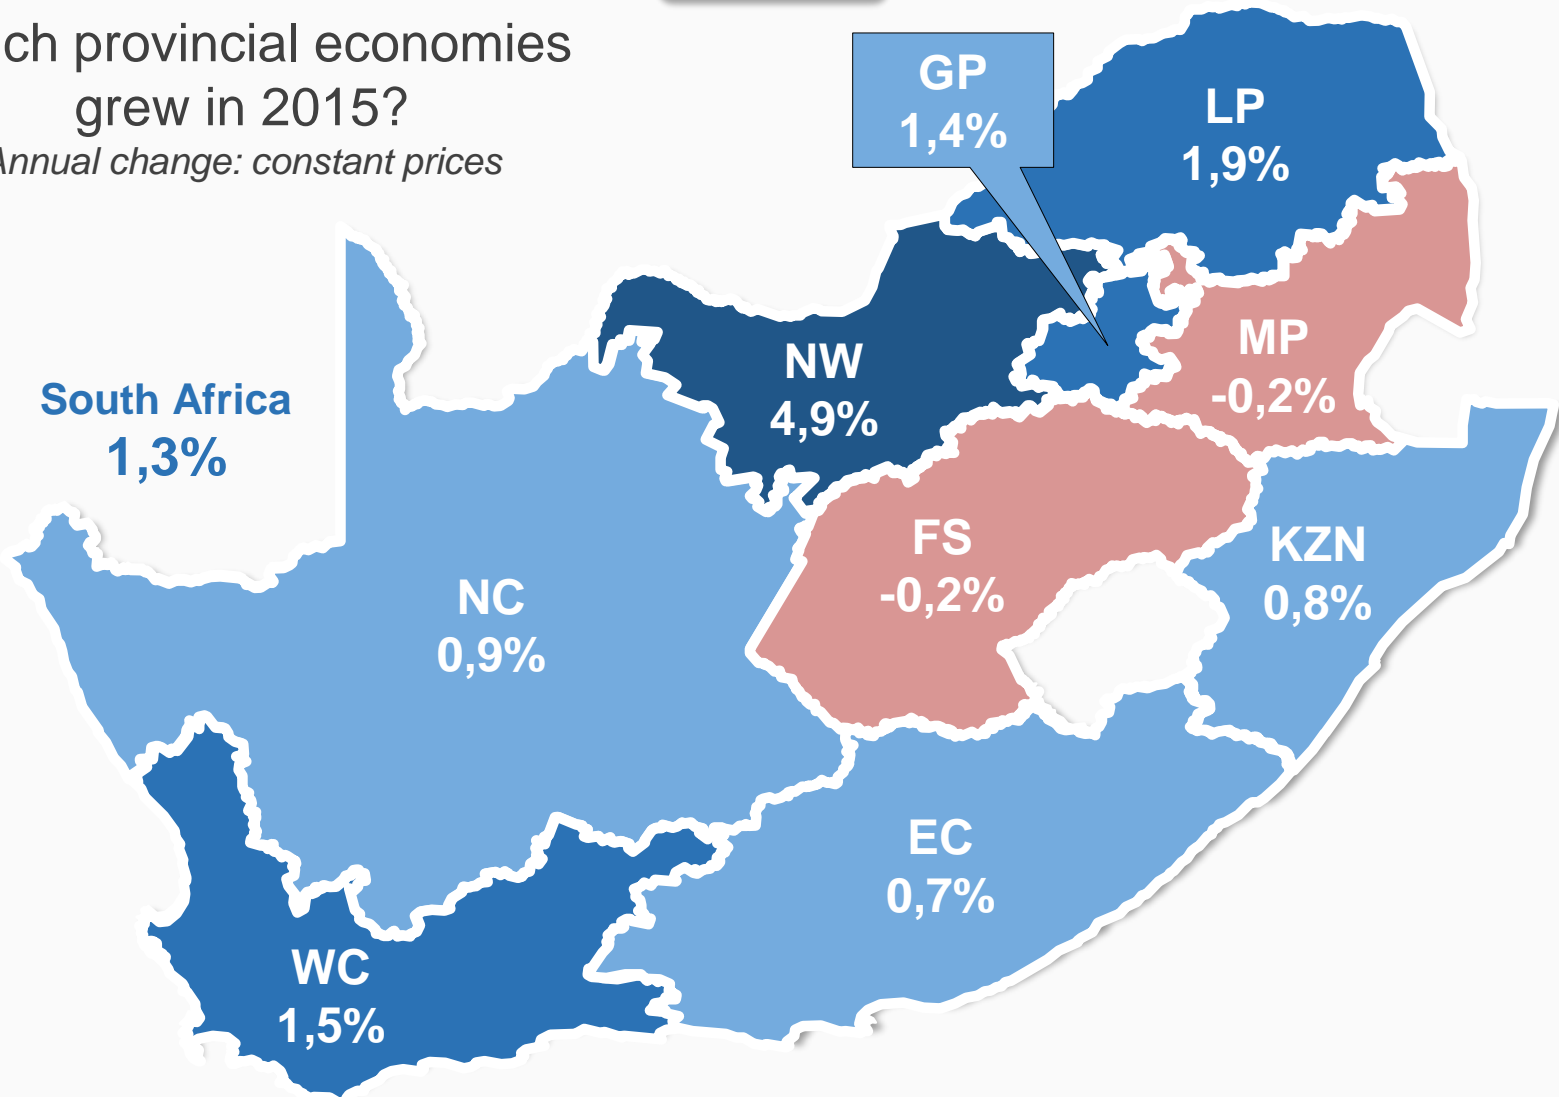 ch provincial economies
grew in 2015?
Annual change: constant prices
GP
1,4%
LP
1,9%
NW
4,9%
MP
-0,2%
South Africa
1,3%
FS
-0,2%
KZN
0,8%
NC
0,9%
EC
0,7%
WC
1,5%